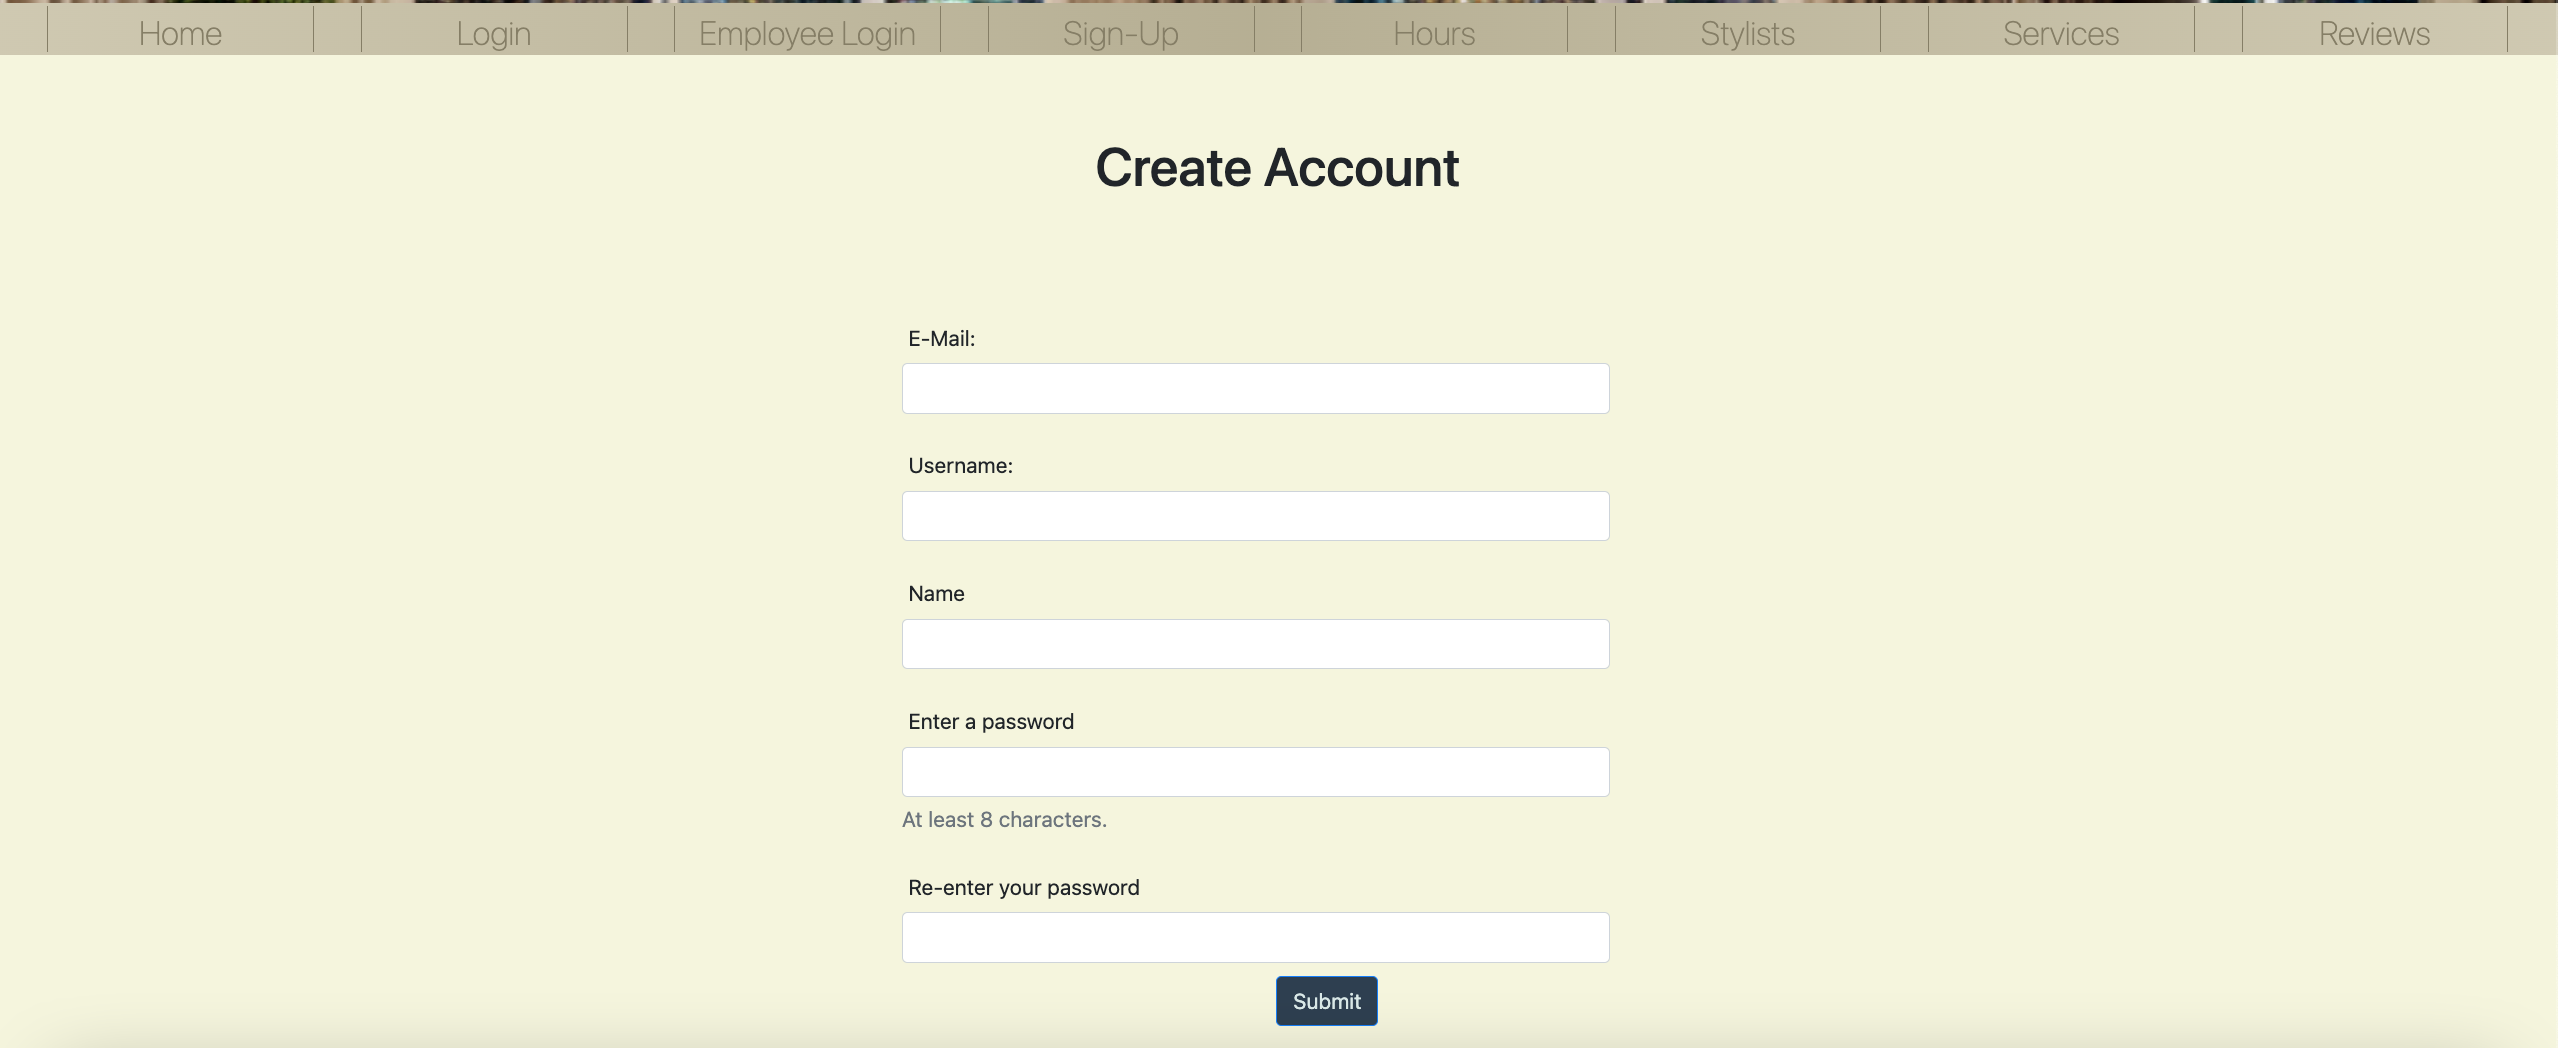 Home Login Employee Login Sign-Up Hours Stylists Services Reviews
Create Account
E-Mail:
Username:
Name
Enter a password
At least 8 characters.
Re-enter your password
Submit